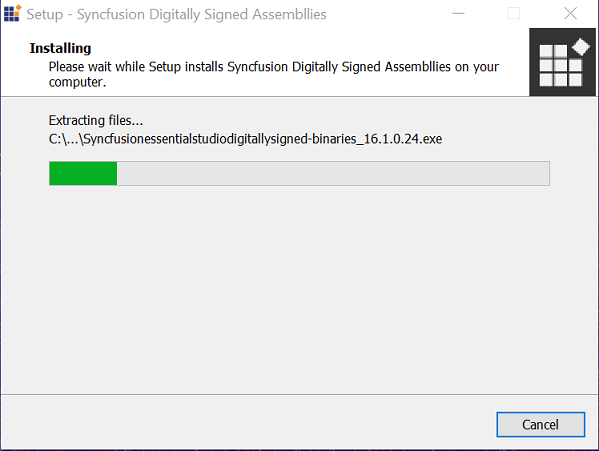 Setup - Syncfusion Digitally Signed Assembllies
Installing
Please wait while Setup installs Syncfusion Digitally Signed Assembllies on your
computer.
Extracting files...
C:\...\Syncfusionessentialstudiodigitallysigned-binaries_16.1.0.24.exe
Cancel